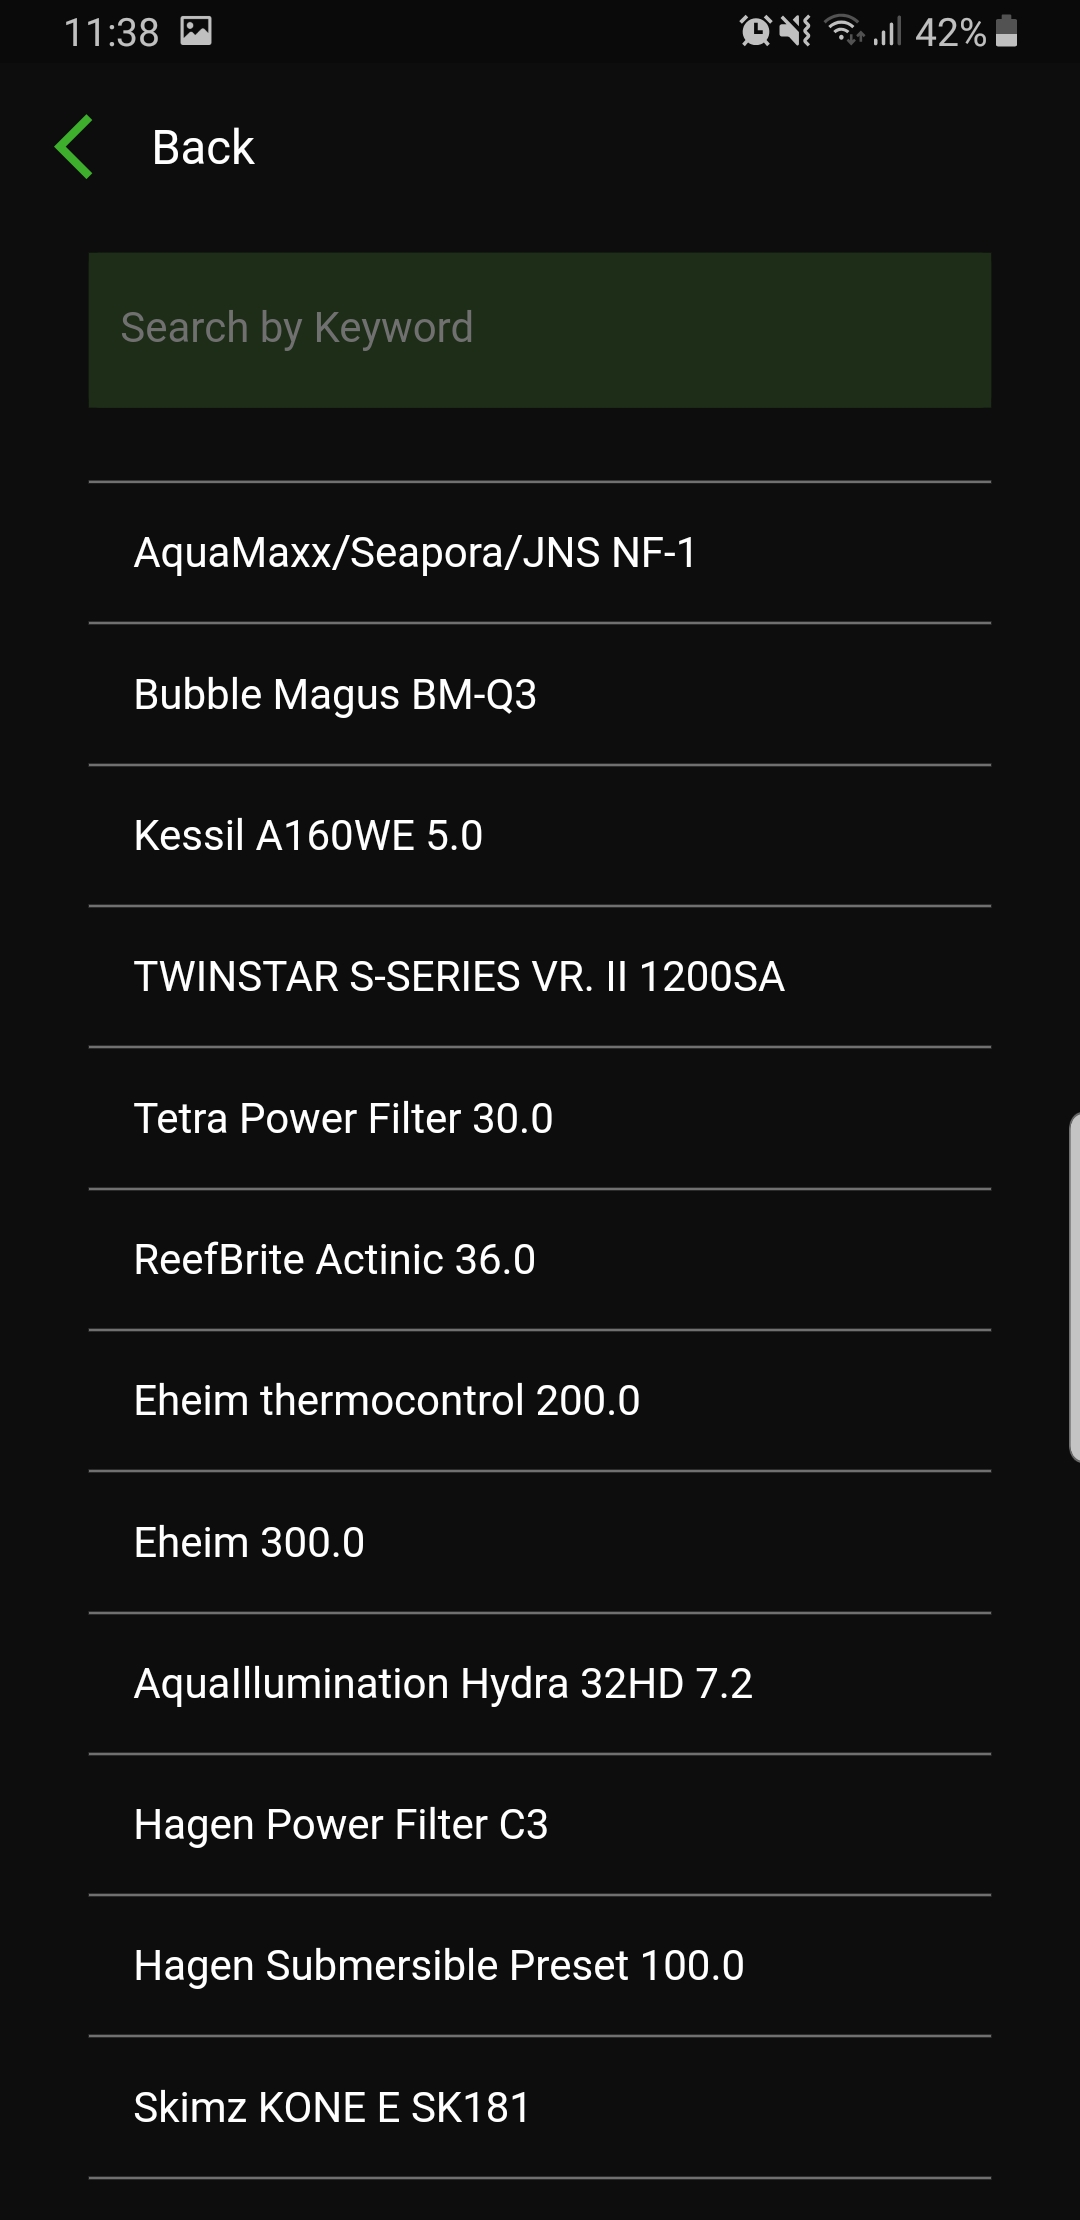 11:38 42%
Back
Search by Keyword
AquaMaxx/Seapora/JNS NF-1
Bubble Magus BM-Q3
Kessil A160WE 5.0
TWINSTAR S-SERIES VR. II 1200SA
Tetra Power Filter 30.0
ReefBrite Actinic 36.0
Eheim thermocontrol 200.0
Eheim 300.0
AquaIllumination Hydra 32HD 7.2
Hagen Power Filter C3
Hagen Submersible Preset 100.0
Skimz KONE E SK181